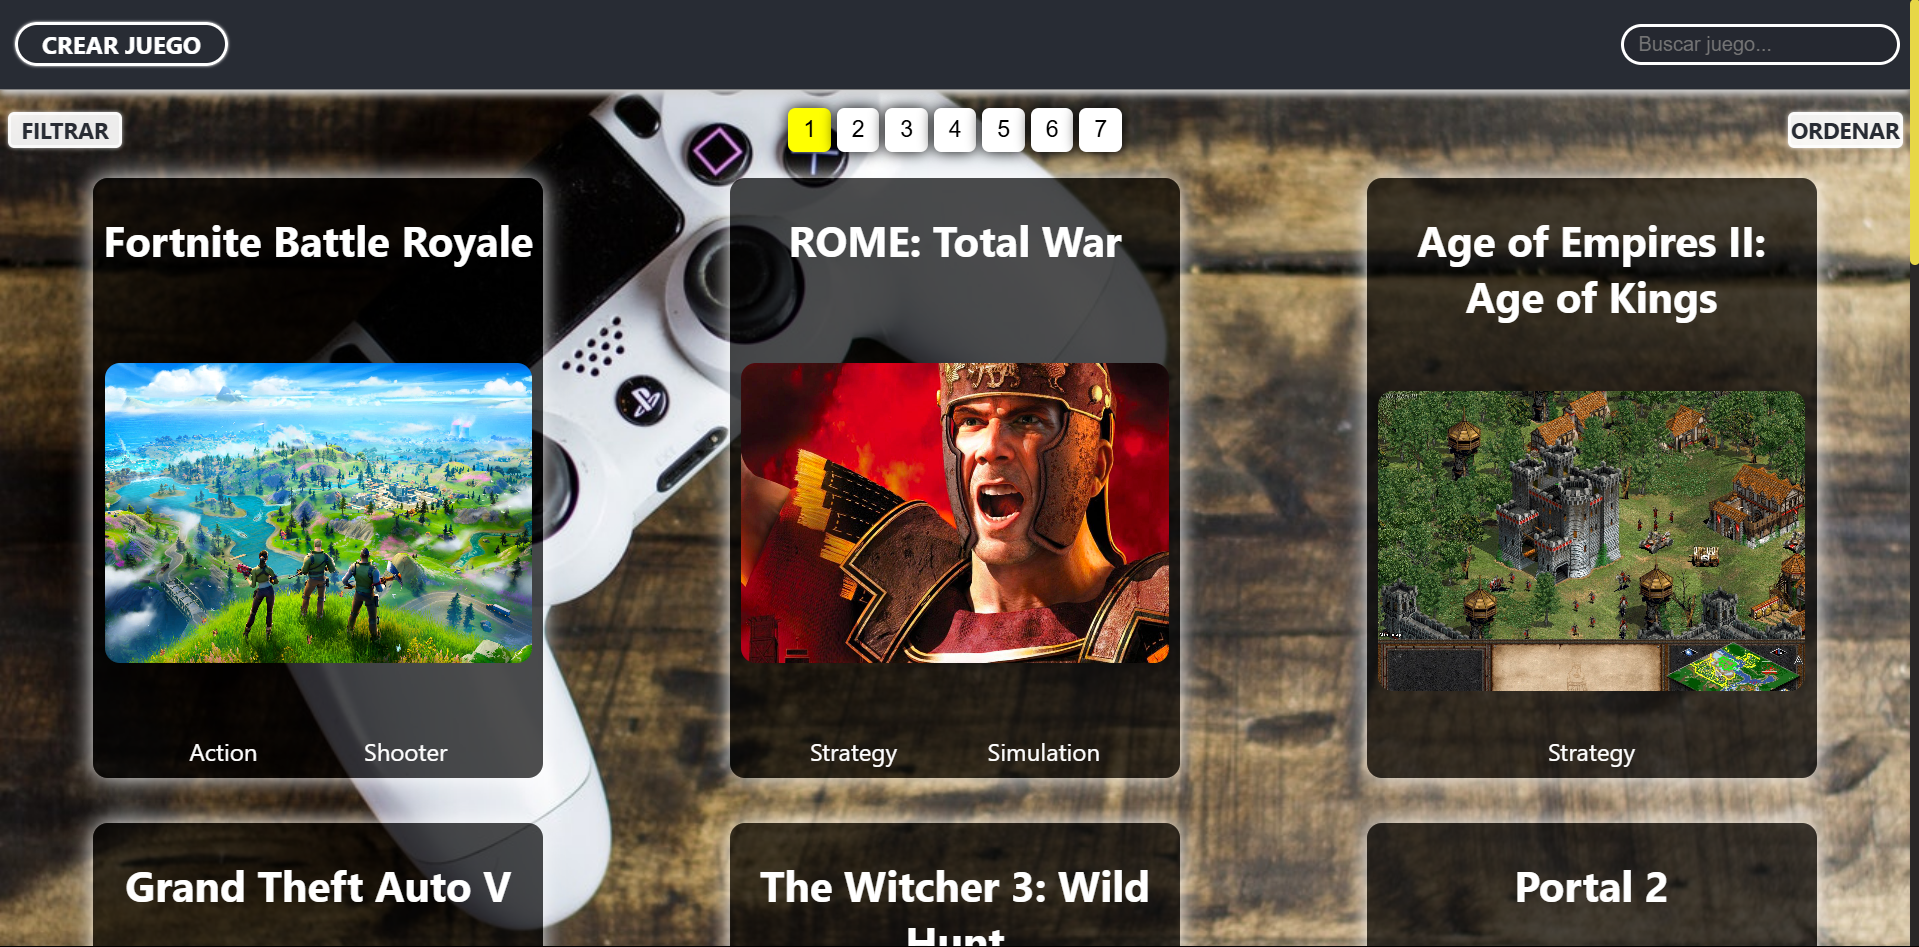 CREAR JUEGO
Buscar juego...
FILTRAR
1 2 3 4 5 6 7
ORDENAR
Fortnite Battle Royale
ROME: Total War
Age of Empires II:
Age of Kings
Action Shooter
Strategy Simulation
Strategy
Grand Theft Auto V
The Witcher 3: Wild
Hunt
Portal 2